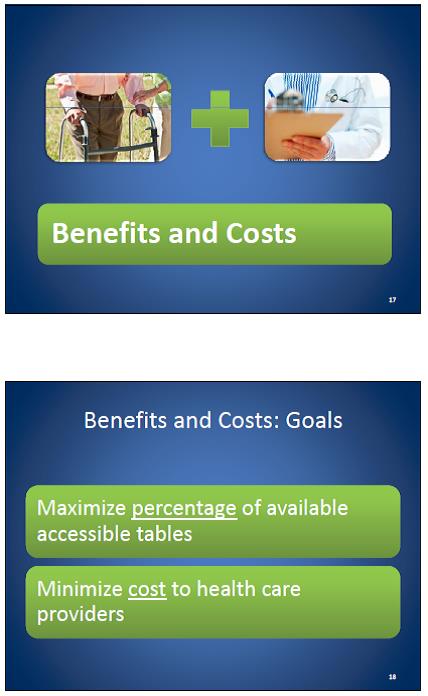 Benefits and Costs
17
Benefits and Costs: Goals
Maximize percentage of available
accessible tables
Minimize cost to health care
providers
18